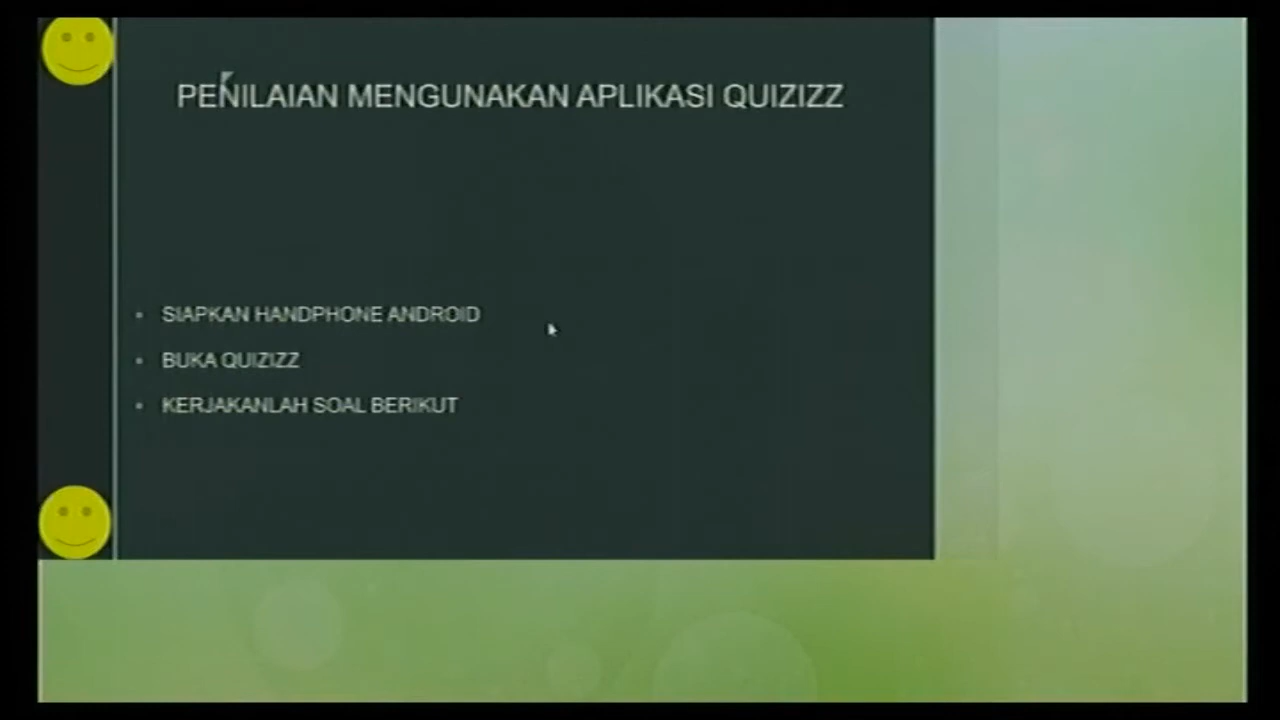 PENILAIAN MENGUNAKAN APLIKASI QUIZIZZ
SIAPKAN HANDPHONE ANDROID
BUKA QUIZIZZ
KERJAKANLAH SOAL BERIKUT